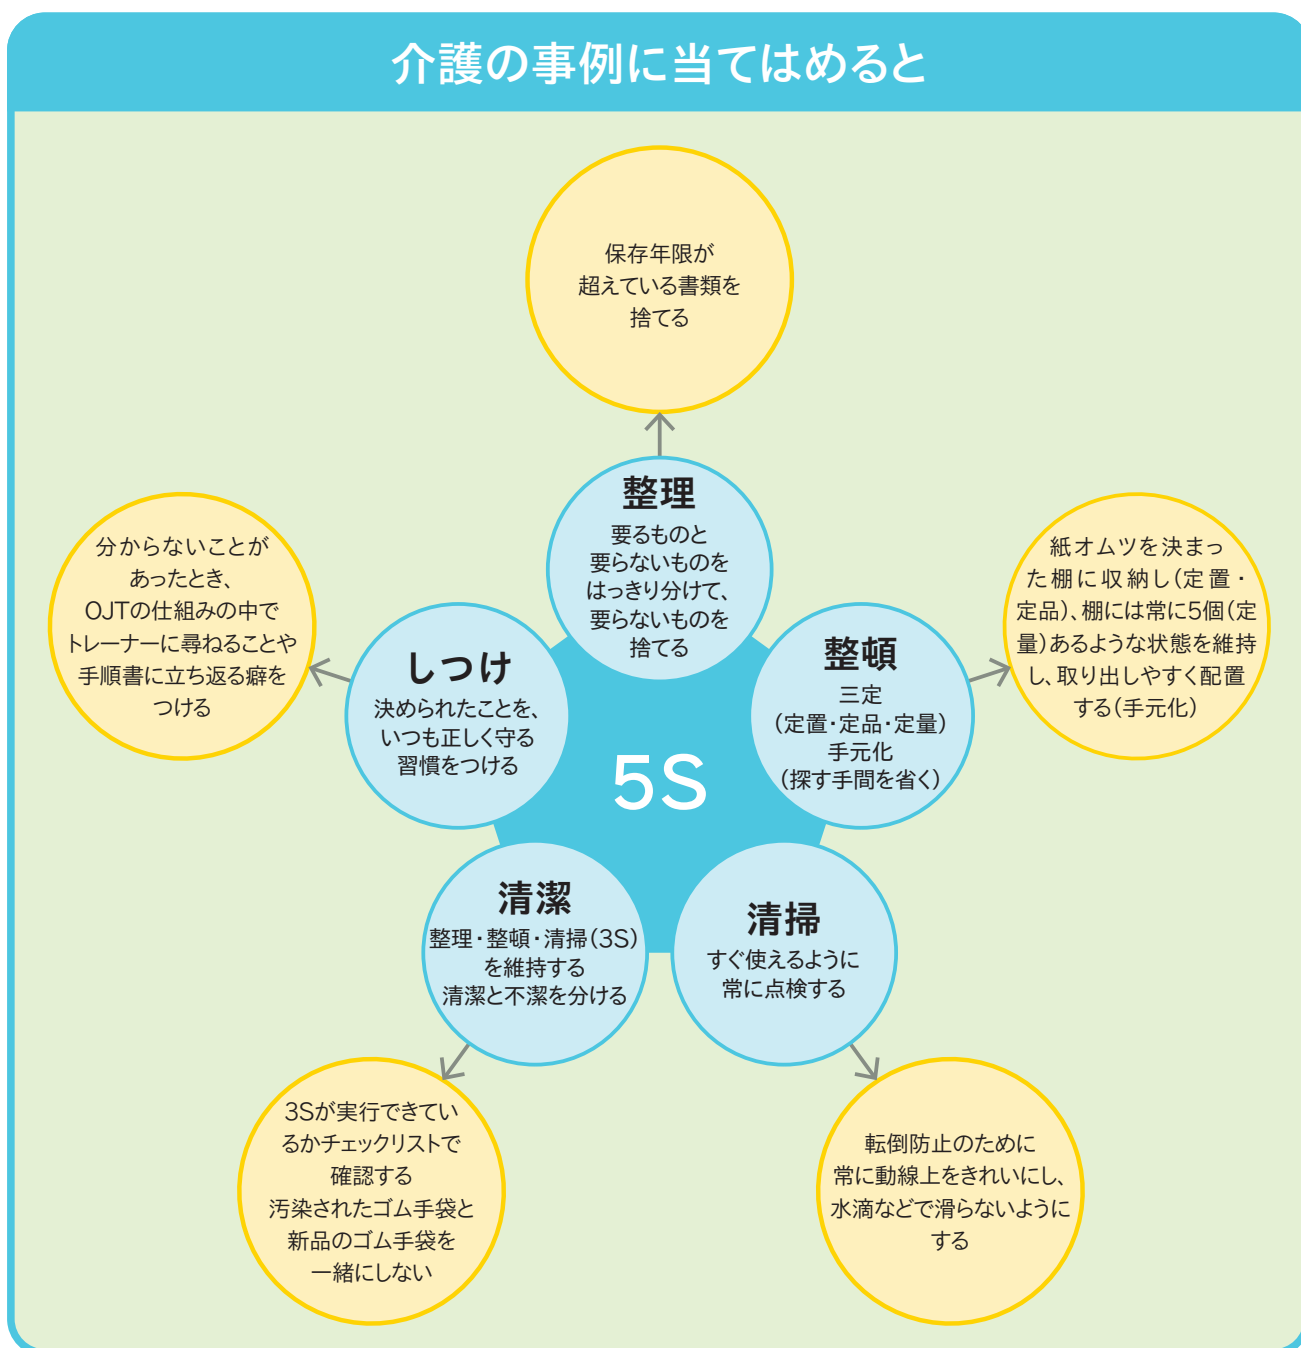 介護の事例に当てはめると
保存年限が
超えている書類を
捨てる
整理
要るものと
要らないものを
はっきり分けて、
要らないものを
捨てる
分からないことが
あったとき、
OJTの仕組みの中で
トレーナーに尋ねることや
手順書に立ち返る癖を
つける
しつけ
決められたことを、
いつも正しく守る
習慣をつける
5S
整頓
三定
(定置・定品・定量)
手元化
(探す手間を省く)
紙オムツを決まっ
た棚に収納し(定置・
定品)、棚には常に5個(定
量)あるような状態を維持
し、取り出しやすく配置
する(手元化)
清潔
整理・整頓・清掃(3S)
を維持する
清潔と不潔を分ける
清掃
すぐ使えるように
常に点検する
3Sが実行できてい
るかチェックリストで
確認する
汚染されたゴム手袋と
新品のゴム手袋を
一緒にしない
転倒防止のために
常に動線上をきれいにし、
水滴などで滑らないように
する